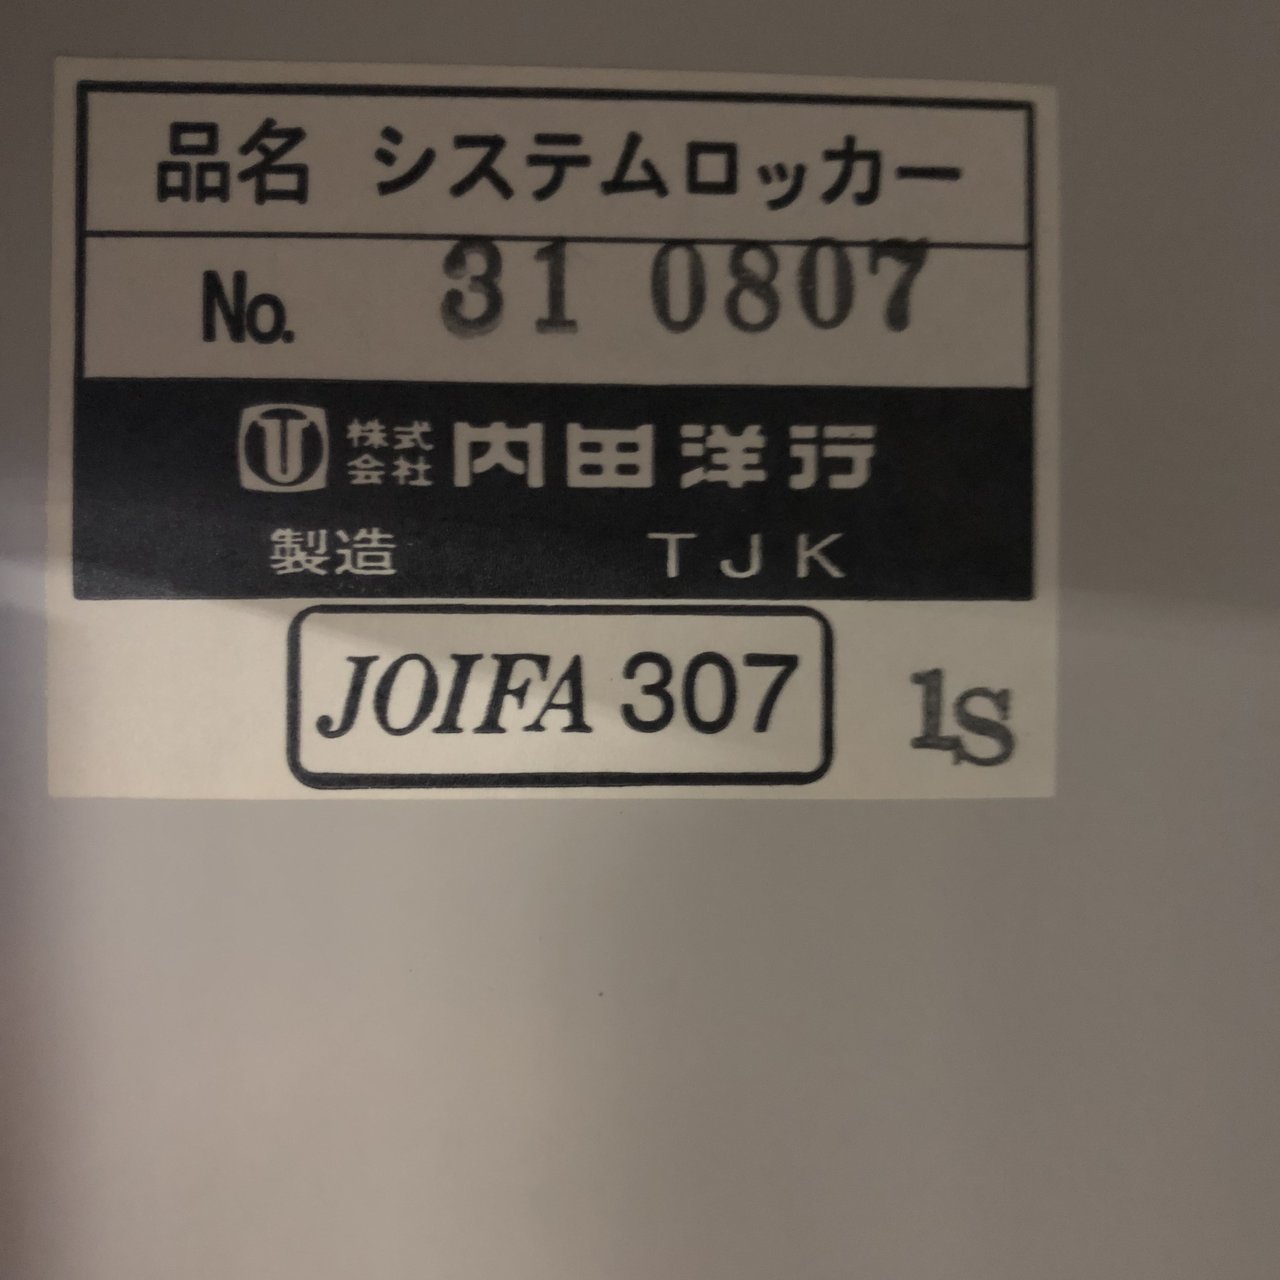 品名 システムロッカー
No. 31 0807
株式会社 内田洋行
製造 TJK
JOIFA 307
1S